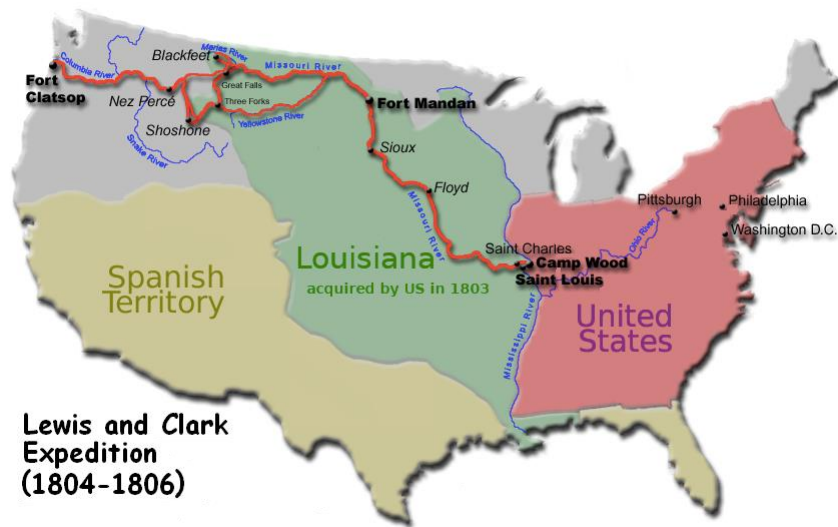 Blackfeet
Marias River
Missouri River
Columbia River
Fort
Clatsop
Great Falls
Nez Percé
Three Forks
Fort Mandan
Shoshone
Yellowstone River
Snake River
Sioux
Floyd
Missouri River
Pittsburgh
Philadelphia
Ohio River
Washington D.C.
Saint Charles
Camp Wood
Saint Louis
Louisiana
acquired by US in 1803
Spanish
Territory
Mississippi River
United
States
Lewis and Clark
Expedition
(1804-1806)